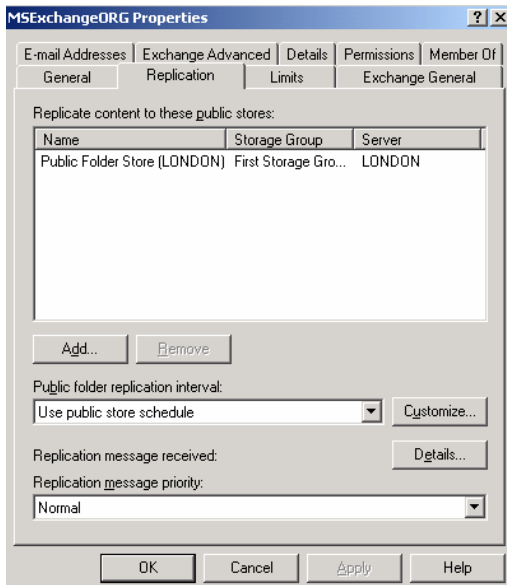 MSExchangeORG Properties
E-mail Addresses Exchange Advanced Details Permissions Member Of
General Replication Limits Exchange General
Replicate content to these public stores:
Name Storage Group Server
Public Folder Store (LONDON) First Storage Gro... LONDON
Add... Remove
Public folder replication interval:
Use public store schedule Customize...
Replication message received: Details...
Replication message priority:
Normal
OK Cancel Apply Help